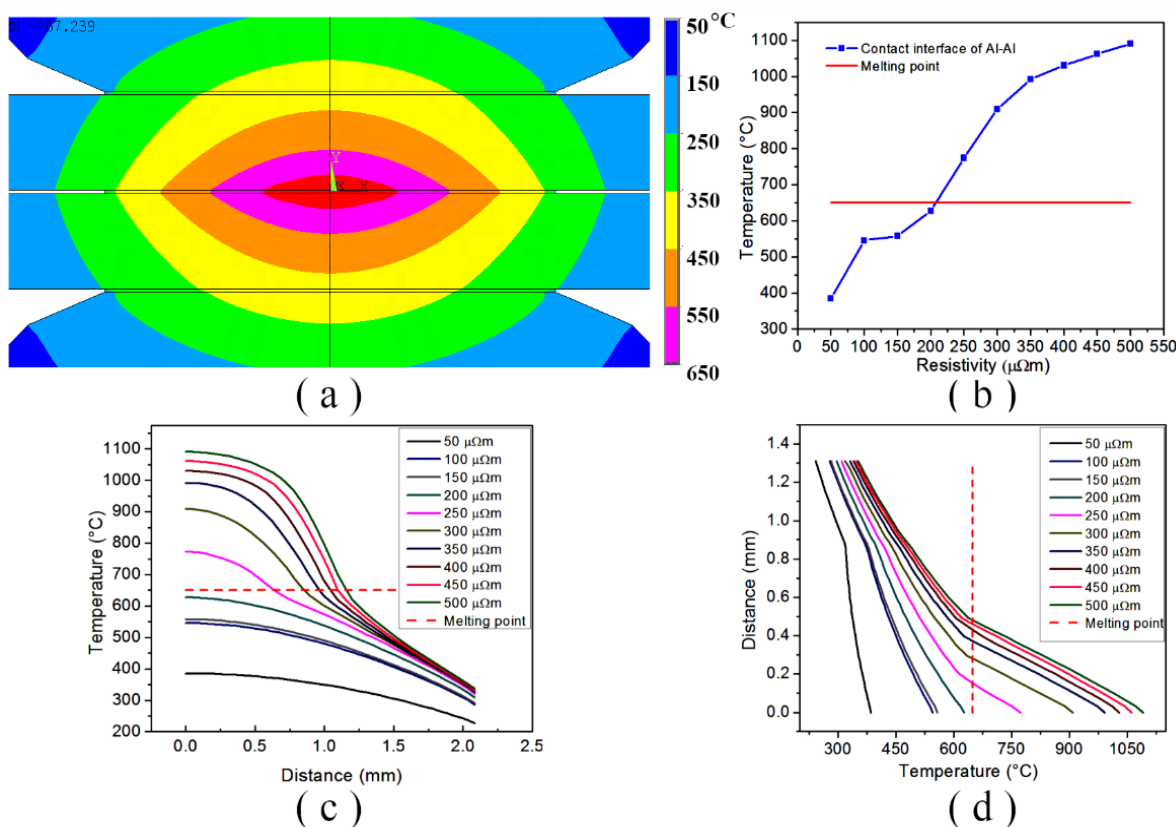 50 °C
150
250
350
450
550
650
Y
X
( a )
Contact interface of Al-Al
Melting point
1100
1000
900
800
700
600
500
400
300
Temperature (°C)
0 50 100 150 200 250 300 350 400 450 500 550
Resistivity (μΩm)
( b )
1100
1000
900
800
700
600
500
400
300
200
Temperature (°C)
50 μΩm
100 μΩm
150 μΩm
200 μΩm
250 μΩm
300 μΩm
350 μΩm
400 μΩm
450 μΩm
500 μΩm
Melting point
0.0 0.5 1.0 1.5 2.0 2.5
Distance (mm)
( c )
1.4
1.2
1.0
0.8
0.6
0.4
0.2
0.0
Distance (mm)
50 μΩm
100 μΩm
150 μΩm
200 μΩm
250 μΩm
300 μΩm
350 μΩm
400 μΩm
450 μΩm
500 μΩm
Melting point
300 450 600 750 900 1050
Temperature (°C)
( d )